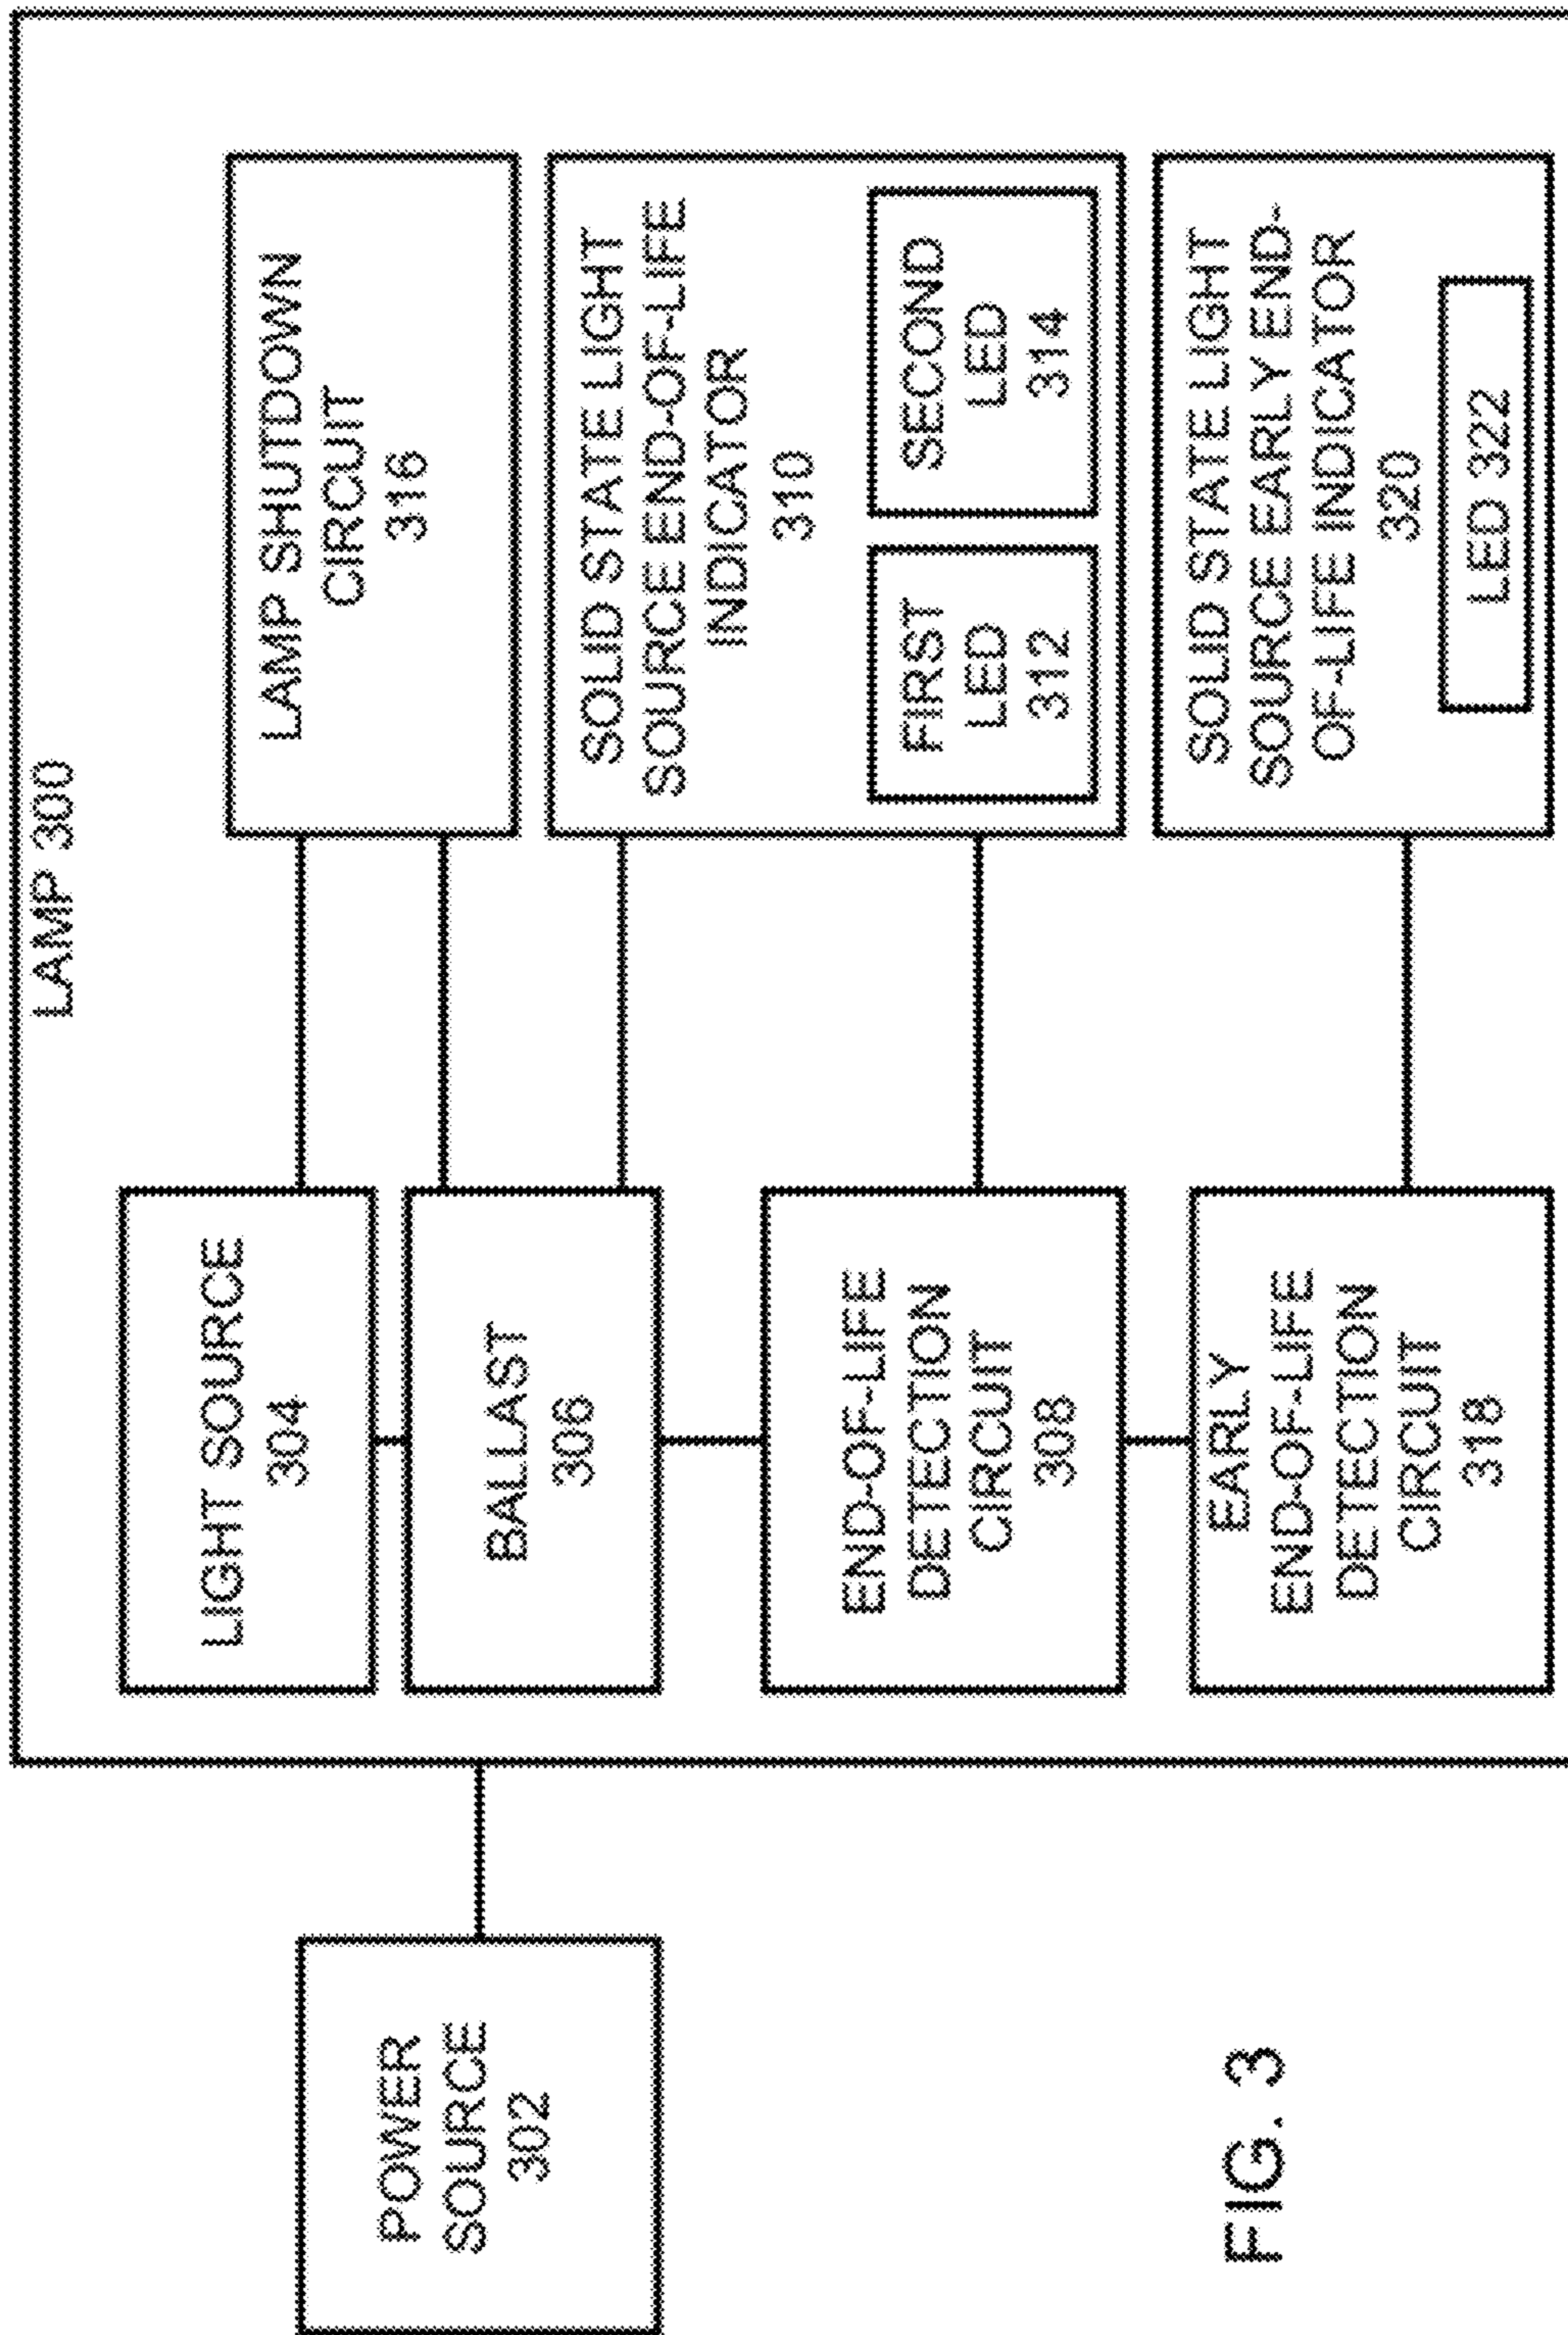 LAMP 300
POWER
SOURCE
302
LIGHT SOURCE
304
BALLAST
306
END-OF-LIFE
DETECTION
CIRCUIT
308
EARLY
END-OF-LIFE
DETECTION
CIRCUIT
318
LAMP SHUTDOWN
CIRCUIT
316
SOLID STATE LIGHT
SOURCE END-OF-LIFE
INDICATOR
310
FIRST
LED
312
SECOND
LED
314
SOLID STATE LIGHT
SOURCE EARLY END-
OF-LIFE INDICATOR
320
LED 322
FIG. 3